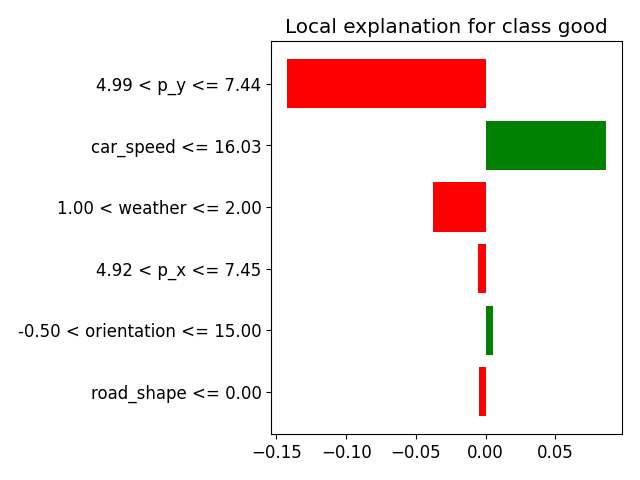 Local explanation for class good
4.99 < p_y <= 7.44
car_speed <= 16.03
1.00 < weather <= 2.00
4.92 < p_x <= 7.45
-0.50 < orientation <= 15.00
road_shape <= 0.00
−0.15 −0.10 −0.05 0.00 0.05